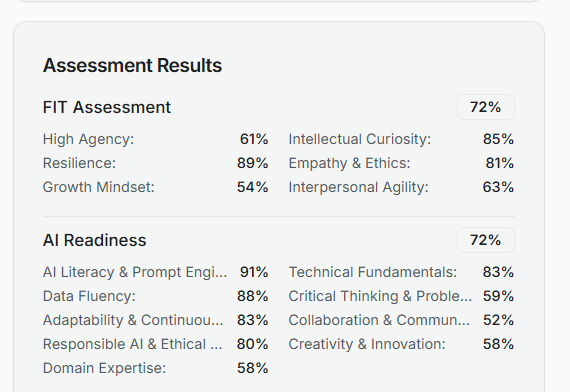 Assessment Results
FIT Assessment 72%
High Agency: 61% Intellectual Curiosity: 85%
Resilience: 89% Empathy & Ethics: 81%
Growth Mindset: 54% Interpersonal Agility: 63%
AI Readiness 72%
AI Literacy & Prompt Engi... 91% Technical Fundamentals: 83%
Data Fluency: 88% Critical Thinking & Proble... 59%
Adaptability & Continuou... 83% Collaboration & Commun... 52%
Responsible AI & Ethical ... 80% Creativity & Innovation: 58%
Domain Expertise: 58%